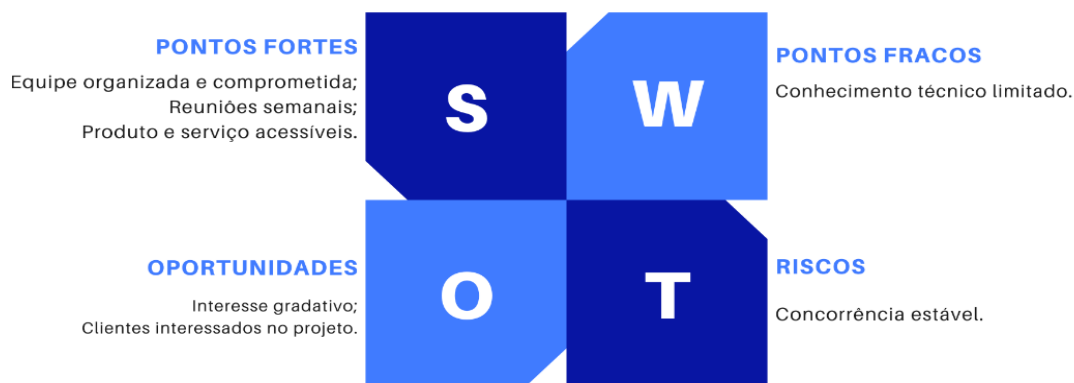 PONTOS FORTES
Equipe organizada e comprometida;
Reuniões semanais;
Produto e serviço acessíveis.
S
W
PONTOS FRACOS
Conhecimento técnico limitado.
OPORTUNIDADES
Interesse gradativo;
Clientes interessados no projeto.
O
T
RISCOS
Concorrência estável.